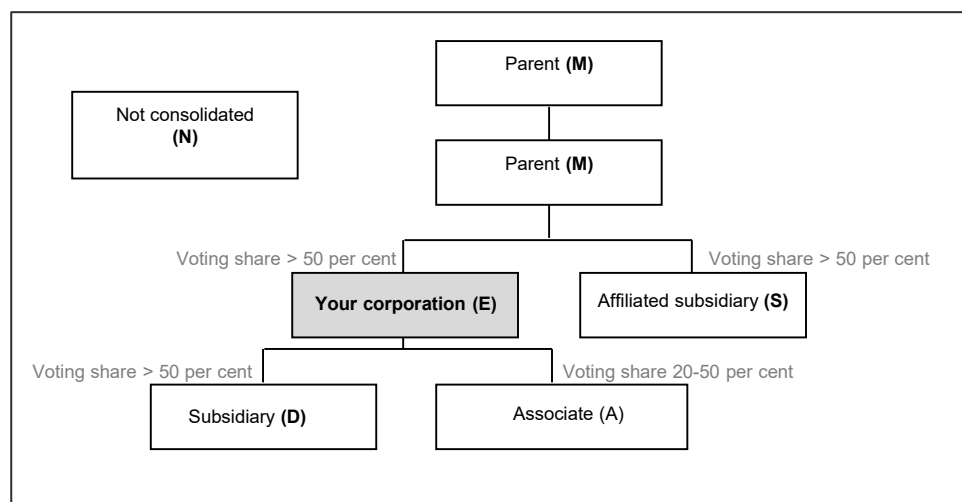 Parent (M)
Not consolidated
(N)
Parent (M)
Voting share > 50 per cent
Voting share > 50 per cent
Your corporation (E)
Affiliated subsidiary (S)
Voting share > 50 per cent
Voting share 20-50 per cent
Subsidiary (D)
Associate (A)